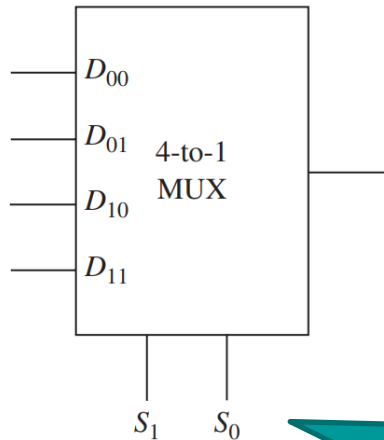 D₀₀
D₀₁
4-to-1
MUX
D₁₀
D₁₁
S₁ S₀